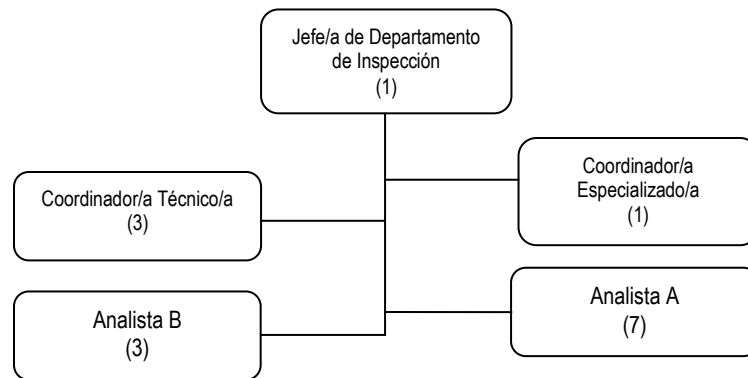 Jefe/a de Departamento
de Inspección
(1)
Coordinador/a
Especializado/a
(1)
Coordinador/a Técnico/a
(3)
Analista A
(7)
Analista B
(3)